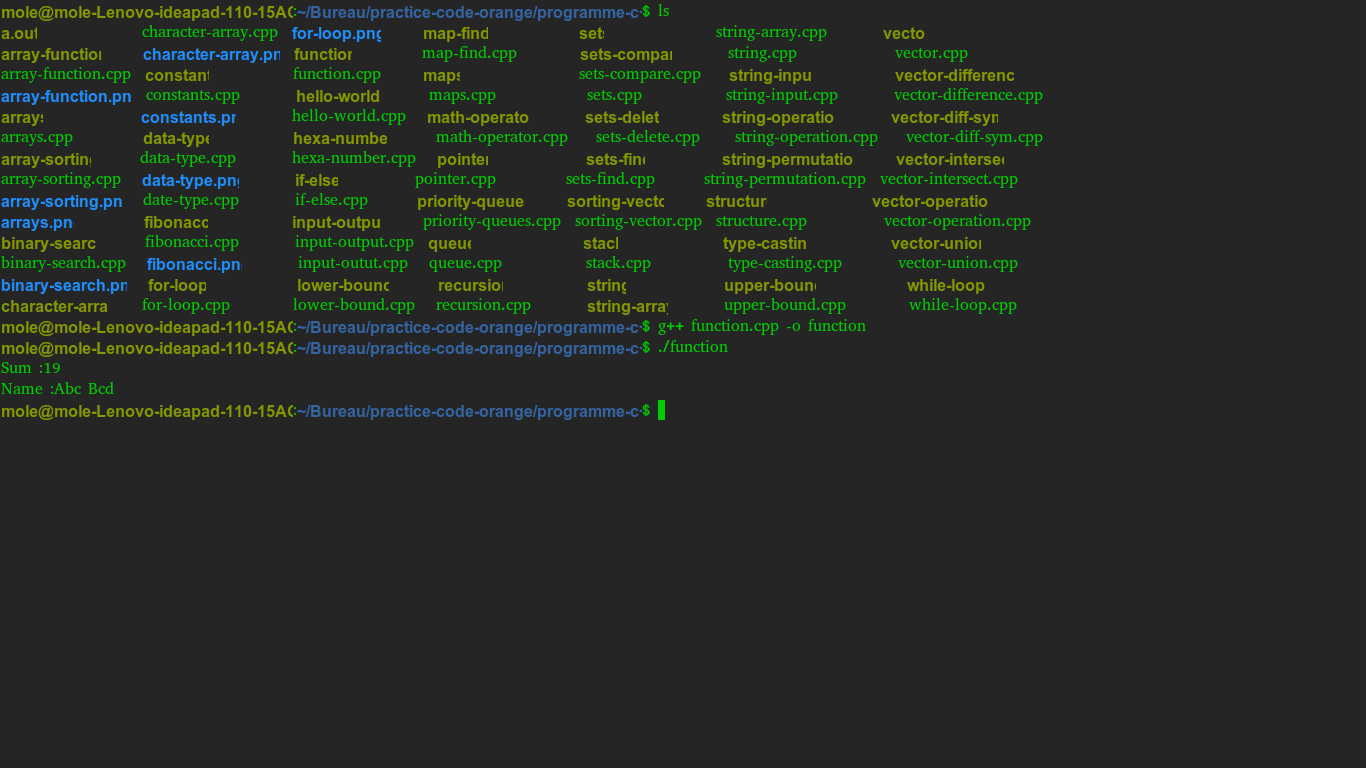 mole@mole-Lenovo-ideapad-110-15AC:~/Bureau/practice-code-orange/programme-c$ ls
a.out character-array.cpp for-loop.png map-find sets string-array.cpp vecto
array-function character-array.pn function map-find.cpp sets-compar string.cpp vector.cpp
array-function.cpp constant function.cpp maps sets-compare.cpp string-inpu vector-differenc
array-function.pn constants.cpp hello-world maps.cpp sets.cpp string-input.cpp vector-difference.cpp
arrays constants.pn hello-world.cpp math-operato sets-delet string-operatio vector-diff-sym
arrays.cpp data-type hexa-numbe math-operator.cpp sets-delete.cpp string-operation.cpp vector-diff-sym.cpp
array-sorting data-type.cpp hexa-number.cpp pointer sets-find string-permutatio vector-intersec
array-sorting.cpp data-type.png if-else pointer.cpp sets-find.cpp string-permutation.cpp vector-intersect.cpp
array-sorting.pn date-type.cpp if-else.cpp priority-queue sorting-vecto structur vector-operatio
arrays.pn fibonacc input-outpu priority-queues.cpp sorting-vector.cpp structure.cpp vector-operation.cpp
binary-searc fibonacci.cpp input-output.cpp queue stack type-castin vector-union
binary-search.cpp fibonacci.pn input-outut.cpp queue.cpp stack.cpp type-casting.cpp vector-union.cpp
binary-search.pn for-loop lower-bound recursion string upper-boun while-loop
character-arra for-loop.cpp lower-bound.cpp recursion.cpp string-array upper-bound.cpp while-loop.cpp
mole@mole-Lenovo-ideapad-110-15AC:~/Bureau/practice-code-orange/programme-c$ g++ function.cpp -o function
mole@mole-Lenovo-ideapad-110-15AC:~/Bureau/practice-code-orange/programme-c$ ./function
Sum :19
Name :Abc Bcd
mole@mole-Lenovo-ideapad-110-15AC:~/Bureau/practice-code-orange/programme-c$